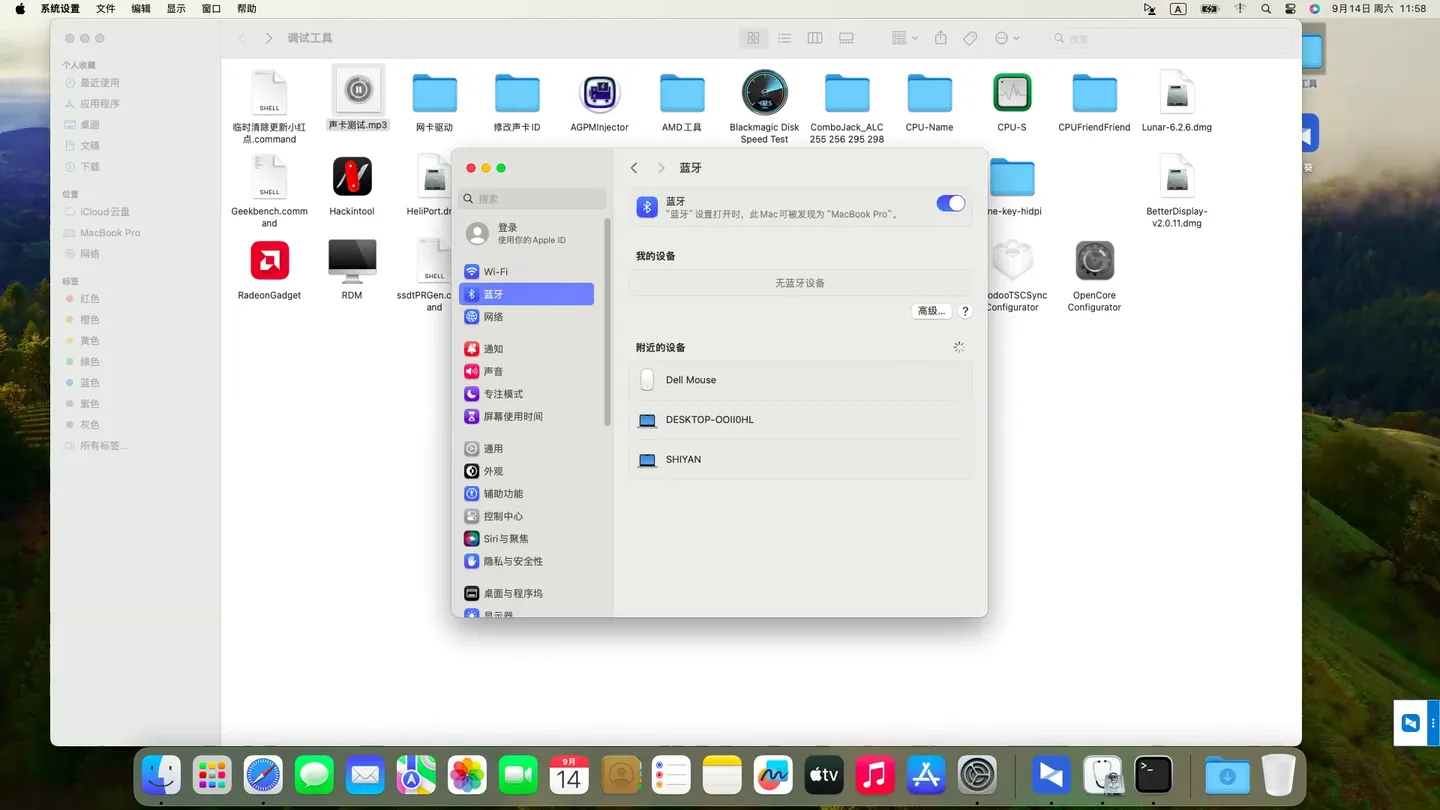 系统设置 文件 编辑 显示 窗口 帮助
A
9月14日 周六 11:58
调试工具
搜索
个人收藏
最近使用
应用程序
桌面
文稿
下载
位置
iCloud云盘
MacBook Pro
网络
标签
红色
橙色
黄色
绿色
蓝色
紫色
灰色
所有标签...
SHELL
临时清除更新小红
点.command
声卡测试.mp3
网卡驱动
修改声卡ID
AGPMInjector
AMD工具
Blackmagic Disk
Speed Test
ComboJack_ALC
255 256 295 298
CPU-Name
CPU-S
CPUFriendFriend
Lunar-6.2.6.dmg
SHELL
Geekbench.comm
and
Hackintool
HeliPort.dm
ne-key-hidpi
BetterDisplay-
v2.0.11.dmg
RadeonGadget
RDM
SHELL
ssdtPRGen.c
and
odooTSCSync
Configurator
OpenCore
Configurator
搜索
登录
使用你的 Apple ID
Wi-Fi
蓝牙
网络
通知
声音
专注模式
屏幕使用时间
通用
外观
辅助功能
控制中心
Siri与聚焦
隐私与安全性
桌面与程序坞
显示器
蓝牙
蓝牙
“蓝牙”设置打开时，此 Mac 可被发现为“MacBook Pro”。
我的设备
无蓝牙设备
高级...
?
附近的设备
Dell Mouse
DESKTOP-OOII0HL
SHIYAN
工具
葵
9月
14
tv